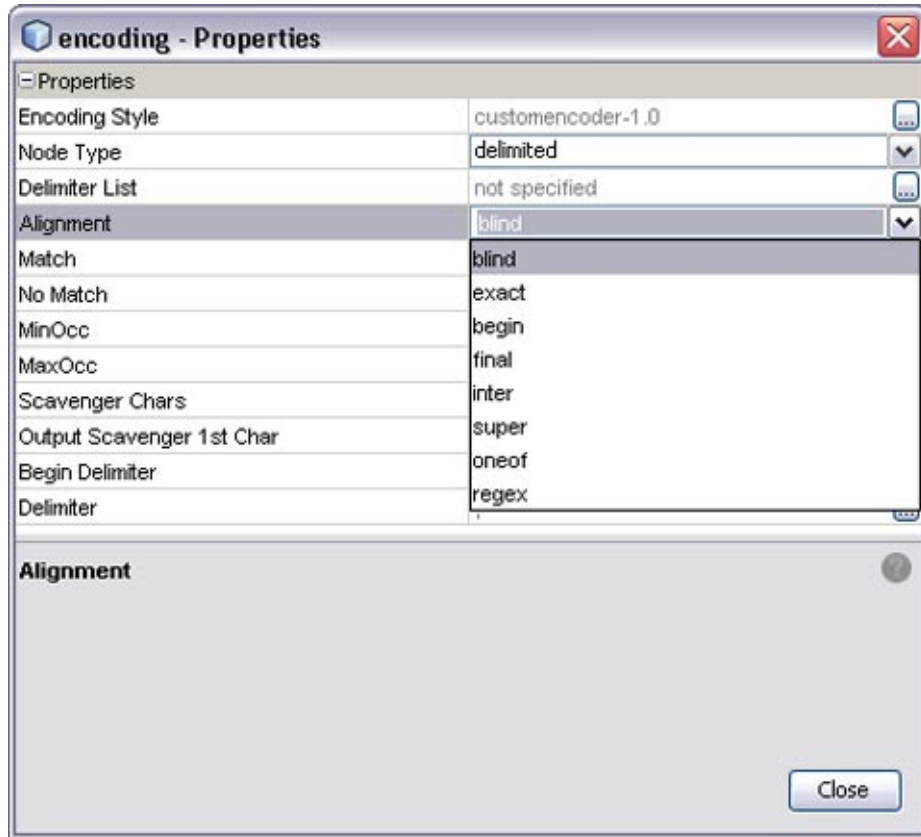 encoding - Properties
Properties
Encoding Style customencoder-1.0 ...
Node Type delimited
Delimiter List not specified ...
Alignment blind
Match blind
No Match exact
MinOcc begin
MaxOcc final
Scavenger Chars inter
Output Scavenger 1st Char super
Begin Delimiter oneof
Delimiter regex
Alignment ?
Close